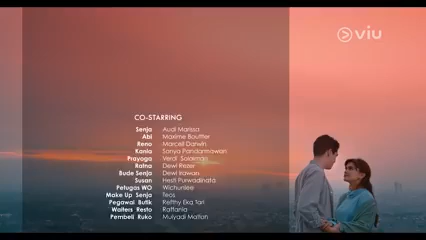 viu
CO-STARRING
Senja Audi Marissa
Abi Maxime Bouttier
Reno Marcell Darwin
Kania Sonya Pandarmawan
Prayoga Verdi Solaiman
Ratna Dewi Rezer
Bude Senja Dewi Irawan
Susan Hesti Purwadinata
Petugas WO Wichunlee
Make Up Senja Teos
Pegawai Butik Refthy Eka Tari
Waiters Resto Raffania
Pembeli Ruko Mulyadi